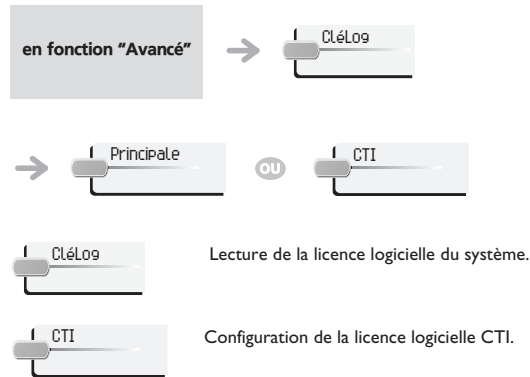 en fonction “Avancé”
CléLog
Principale
OU
CTI
CléLog
Lecture de la licence logicielle du système.
CTI
Configuration de la licence logicielle CTI.